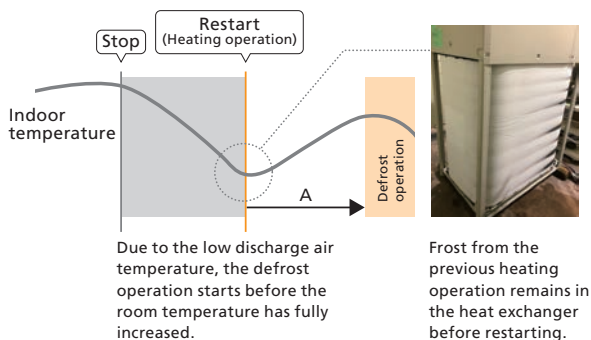 Stop
Restart
(Heating operation)
Indoor
temperature
A
Defrost
operation
Due to the low discharge air
temperature, the defrost
operation starts before the
room temperature has fully
increased.
Frost from the
previous heating
operation remains in
the heat exchanger
before restarting.